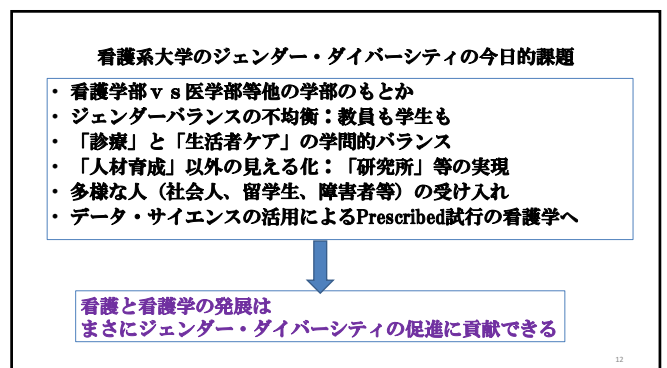 看護系大学のジェンダー・ダイバーシティの今日的課題
・ 看護学部ｖｓ医学部等他の学部のもとか
・ ジェンダーバランスの不均衡：教員も学生も
・ 「診療」と「生活者ケア」の学問的バランス
・ 「人材育成」以外の見える化：「研究所」等の実現
・ 多様な人（社会人、留学生、障害者等）の受け入れ
・ データ・サイエンスの活用によるPrescribed試行の看護学へ
看護と看護学の発展は
まさにジェンダー・ダイバーシティの促進に貢献できる
12